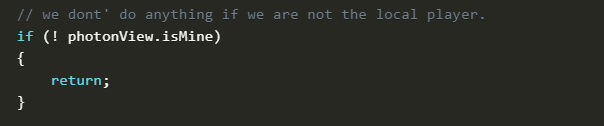 // we dont' do anything if we are not the local player.
if (! photonView.isMine)
{
    return;
}